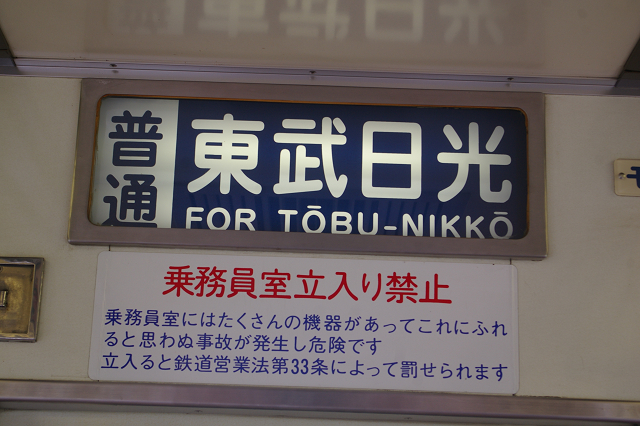 普通
東武日光
FOR TŌBU-NIKKŌ
乗務員室立入り禁止
乗務員室にはたくさんの機器があってこれにふれ
ると思わぬ事故が発生し危険です
立入ると鉄道営業法第33条によって罰せられます